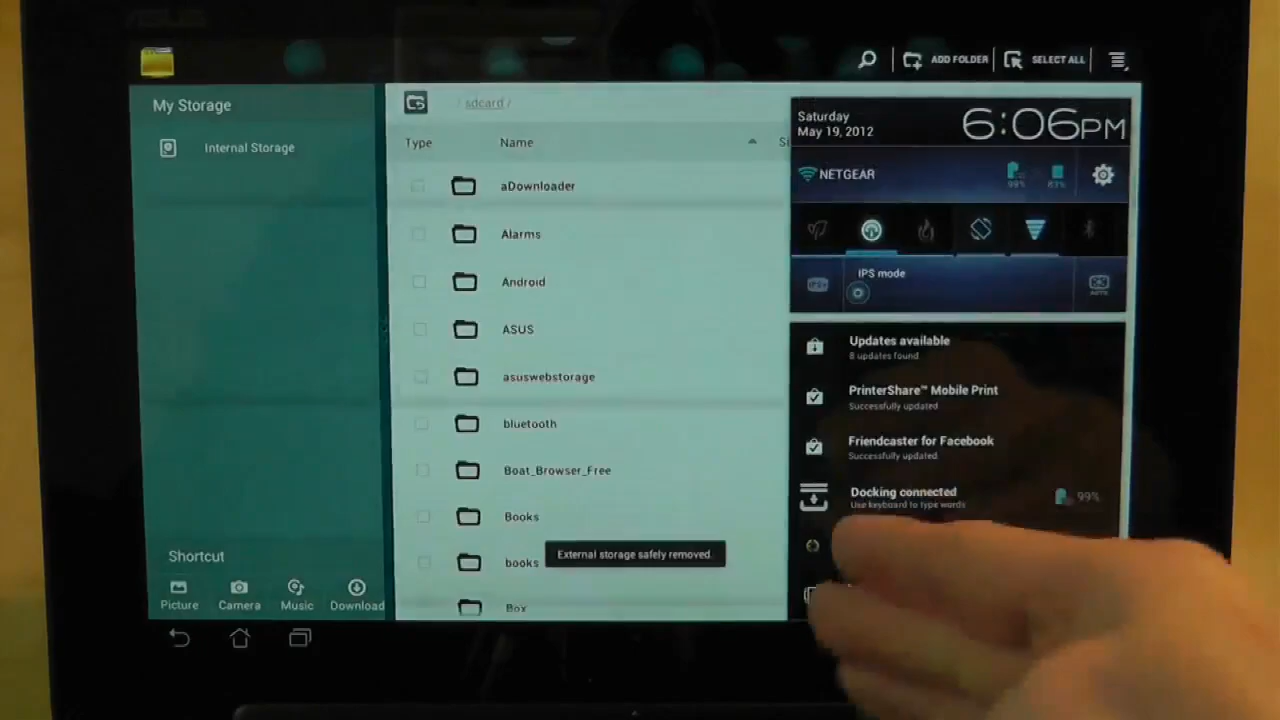 ADD FOLDER
SELECT ALL
My Storage
Internal Storage
/ sdcard /
Type
Name
aDownloader
Alarms
Android
ASUS
asuswebstorage
bluetooth
Boat_Browser_Free
Books
books
Box
External storage safely removed.
Shortcut
Picture
Camera
Music
Download
Saturday
May 19, 2012
6:06PM
NETGEAR
99%
83%
IPS mode
AUTO
Updates available
8 updates found
PrinterShare™ Mobile Print
Successfully updated
Friendcaster for Facebook
Successfully updated.
Docking connected
Use keyboard to type words
99%